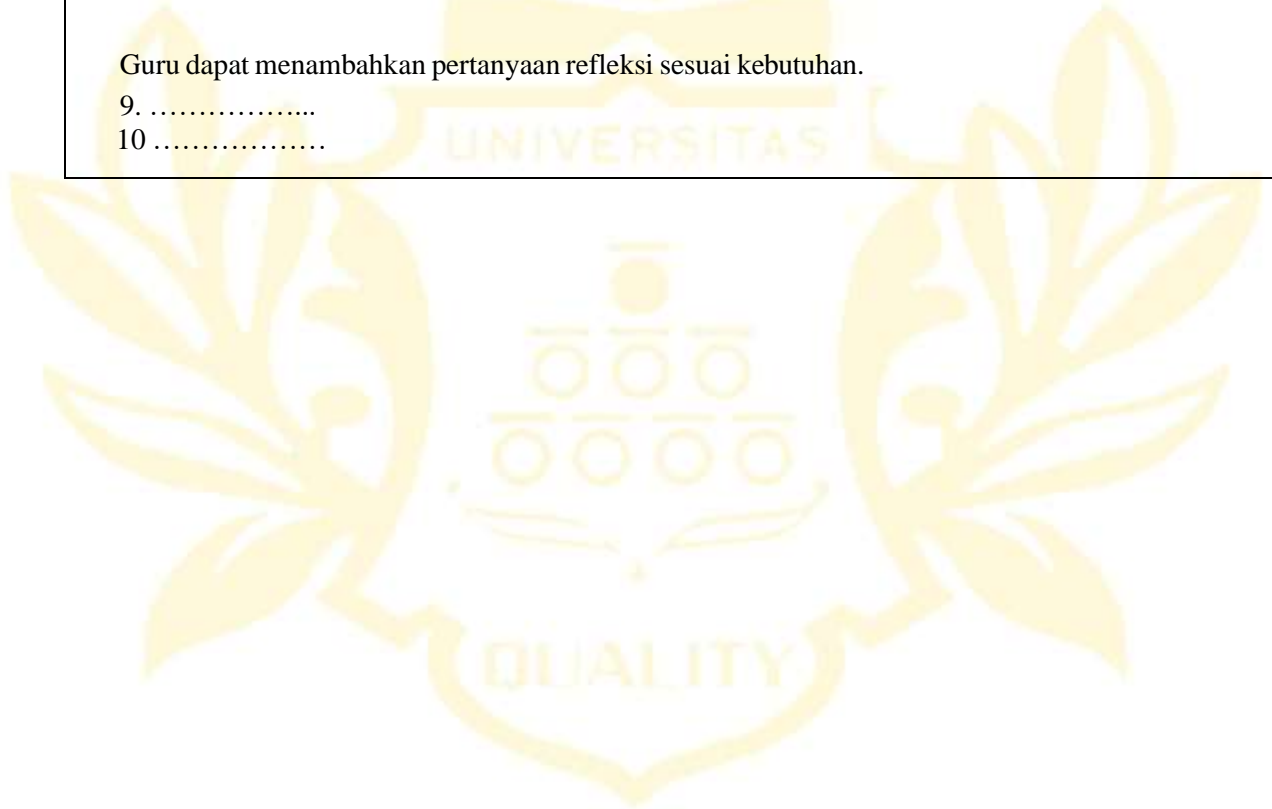 Guru dapat menambahkan pertanyaan refleksi sesuai kebutuhan.
9. ……………...
10 ………………
UNIVERSITAS
QUALITY